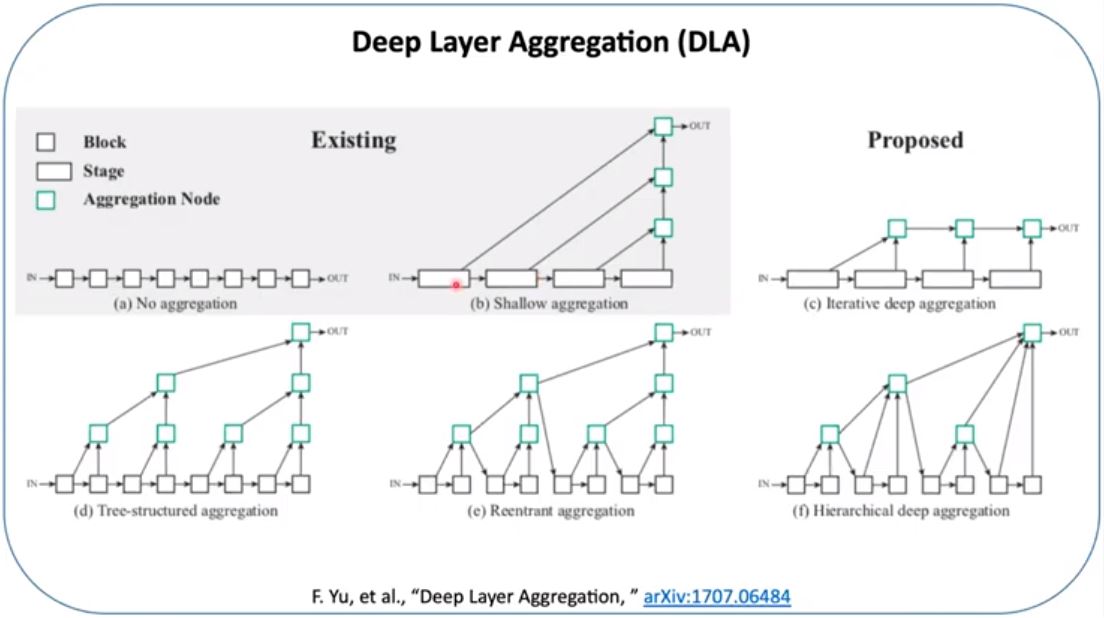 Deep Layer Aggregation (DLA)
Existing
Proposed
Block
Stage
Aggregation Node
IN
OUT
(a) No aggregation
IN
OUT
(b) Shallow aggregation
IN
OUT
(c) Iterative deep aggregation
IN
OUT
(d) Tree-structured aggregation
IN
OUT
(e) Reentrant aggregation
IN
OUT
(f) Hierarchical deep aggregation
F. Yu, et al., “Deep Layer Aggregation, ” arXiv:1707.06484